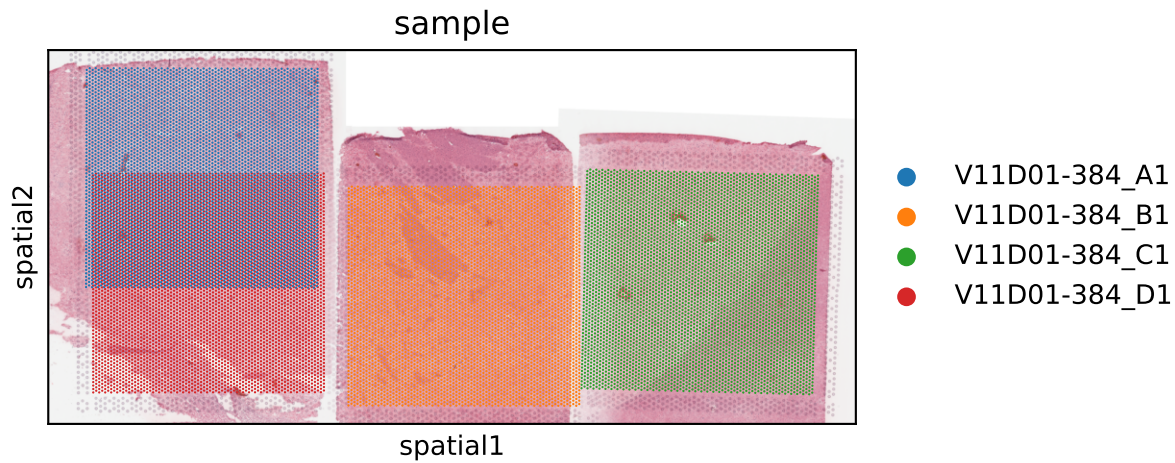 sample
spatial2
spatial1
V11D01-384_A1
V11D01-384_B1
V11D01-384_C1
V11D01-384_D1